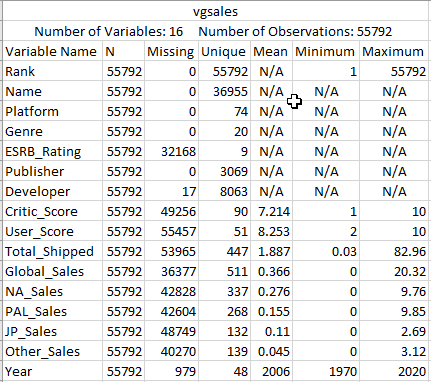 vgsales
Number of Variables: 16 Number of Observations: 55792
Variable Name N Missing Unique Mean Minimum Maximum
Rank 55792 0 55792 N/A 1 55792
Name 55792 0 36955 N/A N/A N/A
Platform 55792 0 74 N/A N/A N/A
Genre 55792 0 20 N/A N/A N/A
ESRB_Rating 55792 32168 9 N/A N/A N/A
Publisher 55792 0 3069 N/A N/A N/A
Developer 55792 17 8063 N/A N/A N/A
Critic_Score 55792 49256 90 7.214 1 10
User_Score 55792 55457 51 8.253 2 10
Total_Shipped 55792 53965 447 1.887 0.03 82.96
Global_Sales 55792 36377 511 0.366 0 20.32
NA_Sales 55792 42828 337 0.276 0 9.76
PAL_Sales 55792 42604 268 0.155 0 9.85
JP_Sales 55792 48749 132 0.11 0 2.69
Other_Sales 55792 40270 139 0.045 0 3.12
Year 55792 979 48 2006 1970 2020